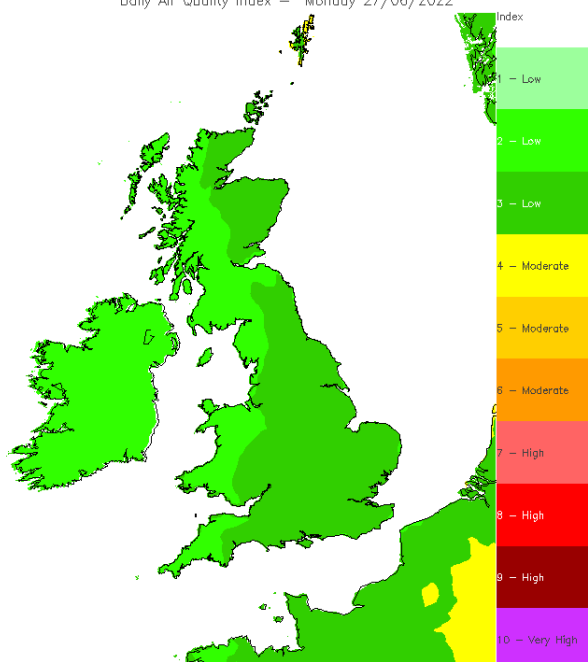 Daily Air Quality Index - Monday 27/06/2022
Index
1 - Low
2 - Low
3 - Low
4 - Moderate
5 - Moderate
6 - Moderate
7 - High
8 - High
9 - High
10 - Very High